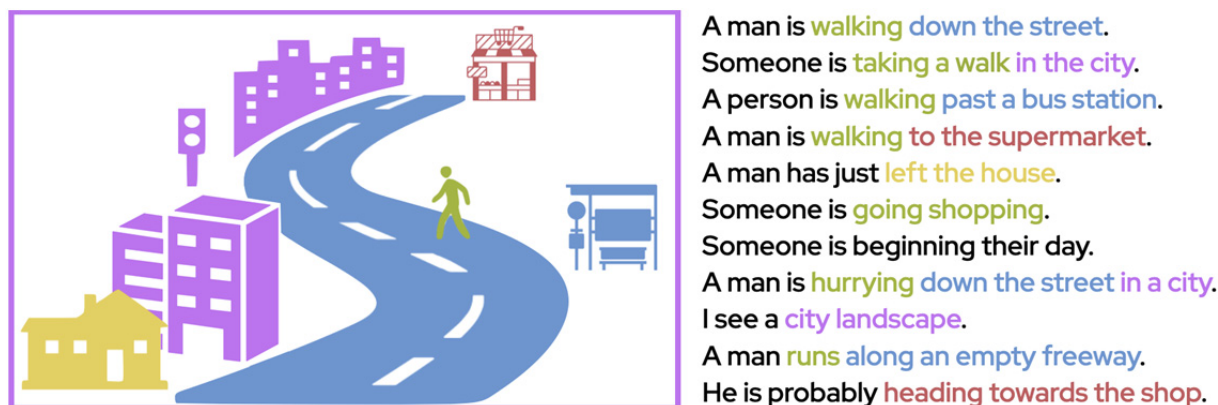 A man is walking down the street.
Someone is taking a walk in the city.
A person is walking past a bus station.
A man is walking to the supermarket.
A man has just left the house.
Someone is going shopping.
Someone is beginning their day.
A man is hurrying down the street in a city.
I see a city landscape.
A man runs along an empty freeway.
He is probably heading towards the shop.